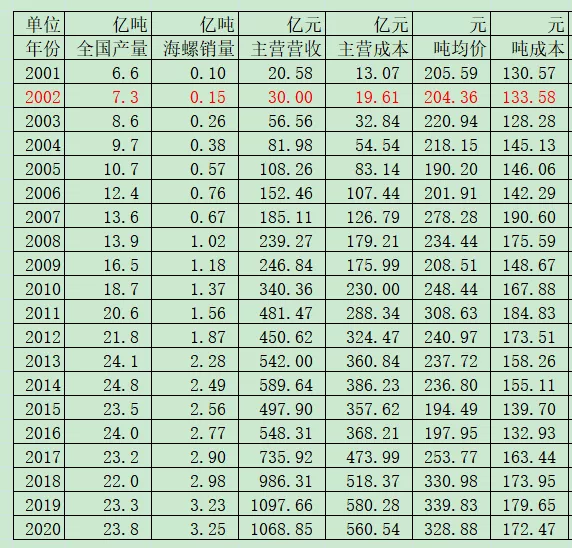 单位 亿吨 亿吨 亿元 亿元 元 元
年份 全国产量 海螺销量 主营营收 主营成本 吨均价 吨成本
2001 6.6 0.10 20.58 13.07 205.59 130.57
2002 7.3 0.15 30.00 19.61 204.36 133.58
2003 8.6 0.26 56.56 32.84 220.94 128.28
2004 9.7 0.38 81.98 54.54 218.15 145.13
2005 10.7 0.57 108.26 83.14 190.20 146.06
2006 12.4 0.76 152.46 107.44 201.91 142.29
2007 13.6 0.67 185.11 126.79 278.28 190.60
2008 13.9 1.02 239.27 179.21 234.44 175.59
2009 16.5 1.18 246.84 175.99 208.51 148.67
2010 18.7 1.37 340.36 230.00 248.44 167.88
2011 20.6 1.56 481.47 288.34 308.63 184.83
2012 21.8 1.87 450.62 324.47 240.97 173.51
2013 24.1 2.28 542.00 360.84 237.72 158.26
2014 24.8 2.49 589.64 386.23 236.80 155.11
2015 23.5 2.56 497.90 357.62 194.49 139.70
2016 24.0 2.77 548.31 368.21 197.95 132.93
2017 23.2 2.90 735.92 473.99 253.77 163.44
2018 22.0 2.98 986.31 518.37 330.98 173.95
2019 23.3 3.23 1097.66 580.28 339.83 179.65
2020 23.8 3.25 1068.85 560.54 328.88 172.47